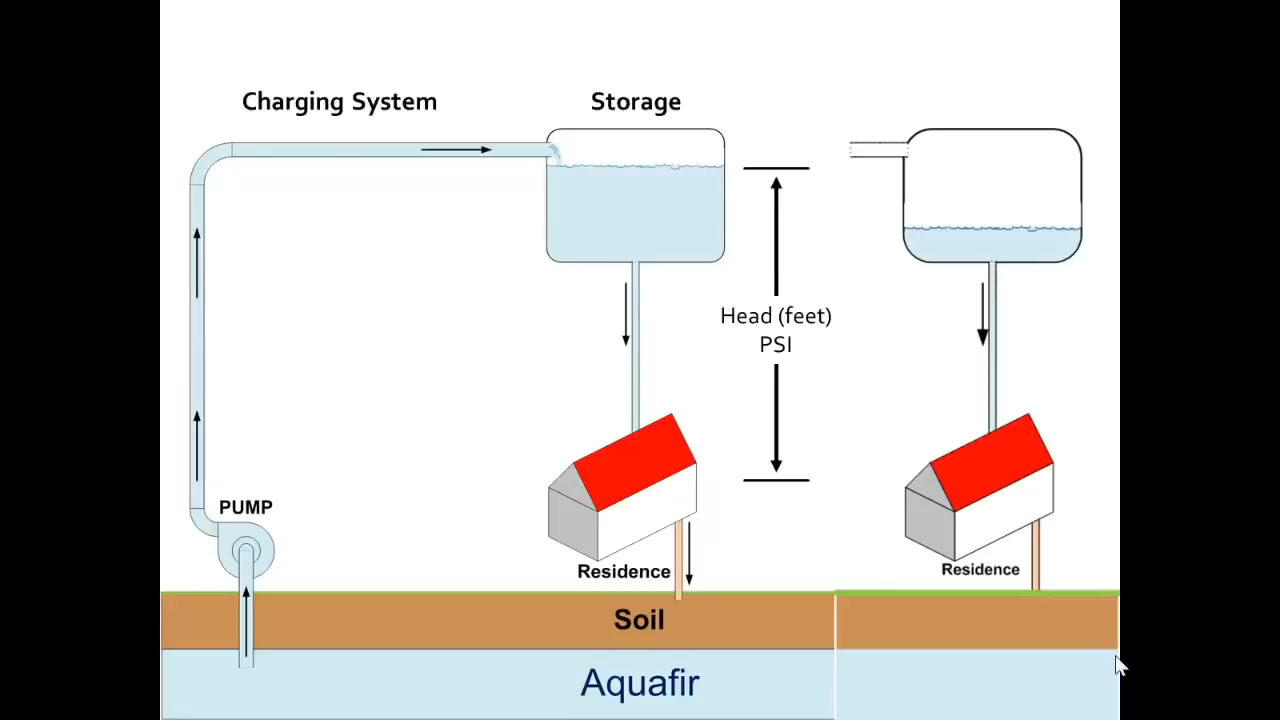 Charging System
Storage
Head (feet)
PSI
PUMP
Residence
Residence
Soil
Aquafir